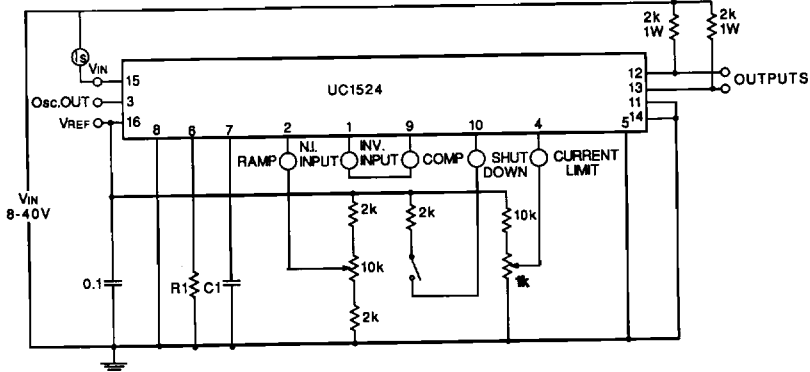 2k
1W
2k
1W
Is
VIN
15
UC1524
12
OUTPUTS
Osc.OUT
3
13
VREF
16
11
14
8
6
7
2
1
9
10
4
5
RAMP
N.I.
INPUT
INV.
INPUT
COMP
SHUT
DOWN
CURRENT
LIMIT
VIN
8-40V
2k
2k
10k
0.1
R1
C1
10k
1k
2k